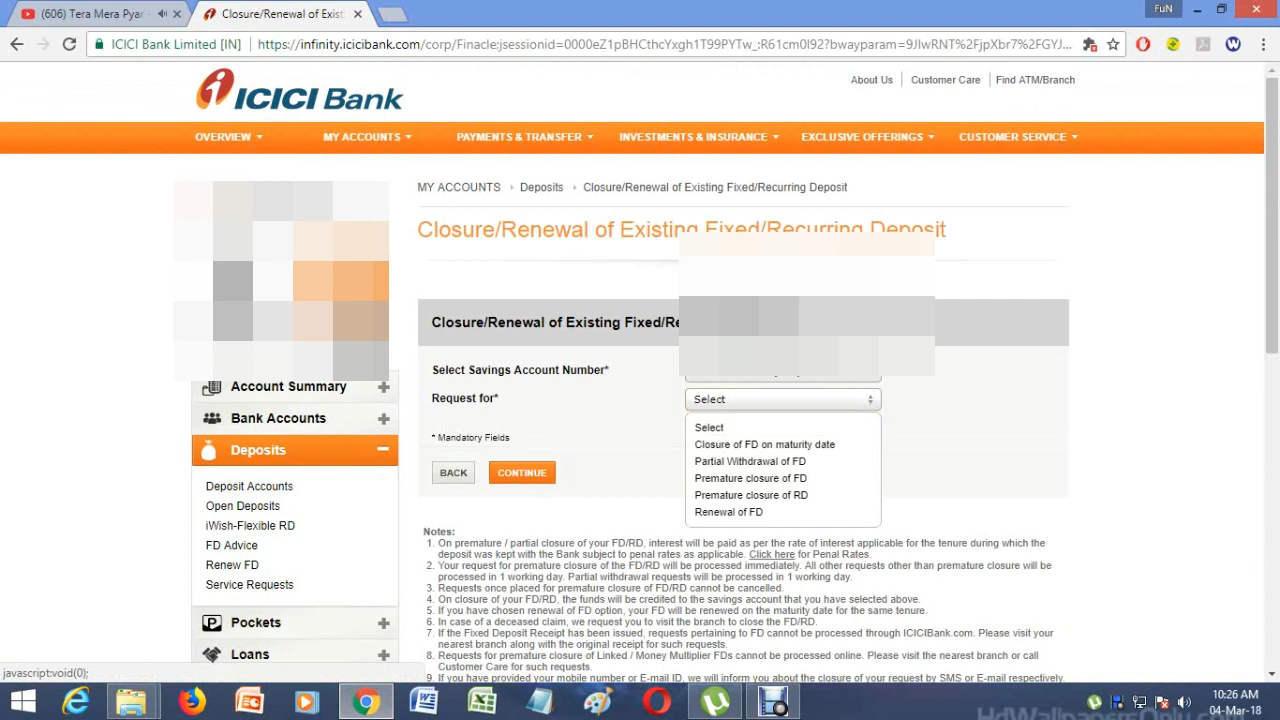 (606) Tera Mera Pyar
Closure/Renewal of Exist
FuN
ICICI Bank Limited [IN]
https://infinity.icicibank.com/corp/Finacle;jsessionid=0000eZ1pBHCthcYxgh1T99PYTw_:R61cm0I92?bwayparam=9JIwRNT%2FjpXbr7%2FGYJ...
ICICI Bank
About Us
Customer Care
Find ATM/Branch
OVERVIEW
MY ACCOUNTS
PAYMENTS & TRANSFER
INVESTMENTS & INSURANCE
EXCLUSIVE OFFERINGS
CUSTOMER SERVICE
MY ACCOUNTS
Deposits
Closure/Renewal of Existing Fixed/Recurring Deposit
Closure/Renewal of Existing Fixed/Recurring Deposit
Closure/Renewal of Existing Fixed/Re
Select Savings Account Number*
Request for*
Select
Select
Closure of FD on maturity date
Partial Withdrawal of FD
Premature closure of FD
Premature closure of RD
Renewal of FD
* Mandatory Fields
BACK
CONTINUE
Account Summary
Bank Accounts
Deposits
Deposit Accounts
Open Deposits
iWish-Flexible RD
FD Advice
Renew FD
Service Requests
Pockets
Loans
Notes:
1. On premature / partial closure of your FD/RD, interest will be paid as per the rate of interest applicable for the tenure during which the
deposit was kept with the Bank subject to penal rates as applicable. Click here for Penal Rates.
2. Your request for premature closure of the FD/RD will be processed immediately. All other requests other than premature closure will be
processed in 1 working day. Partial withdrawal requests will be processed in 1 working day.
3. Requests once placed for premature closure of FD/RD cannot be cancelled.
4. On closure of your FD/RD, the funds will be credited to the savings account that you have selected above.
5. If you have chosen renewal of FD option, your FD will be renewed on the maturity date for the same tenure.
6. In case of a deceased claim, we request you to visit the branch to close the FD/RD.
7. If the Fixed Deposit Receipt has been issued, requests pertaining to FD cannot be processed through ICICIBank.com. Please visit your
nearest branch along with the original receipt for such requests.
8. Requests for premature closure of Linked / Money Multiplier FDs cannot be processed online. Please visit the nearest branch or call
Customer Care for such requests.
9. If you have provided your mobile number or E-mail ID, we will inform you about the closure of your request by SMS or E-mail respectively.
javascript:void(0);
10:26 AM
04-Mar-18